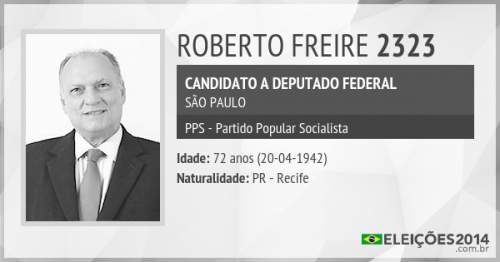 ROBERTO FREIRE 2323
CANDIDATO A DEPUTADO FEDERAL
SÃO PAULO
PPS - Partido Popular Socialista
Idade: 72 anos (20-04-1942)
Naturalidade: PR - Recife
ELEIÇÕES2014
.com.br